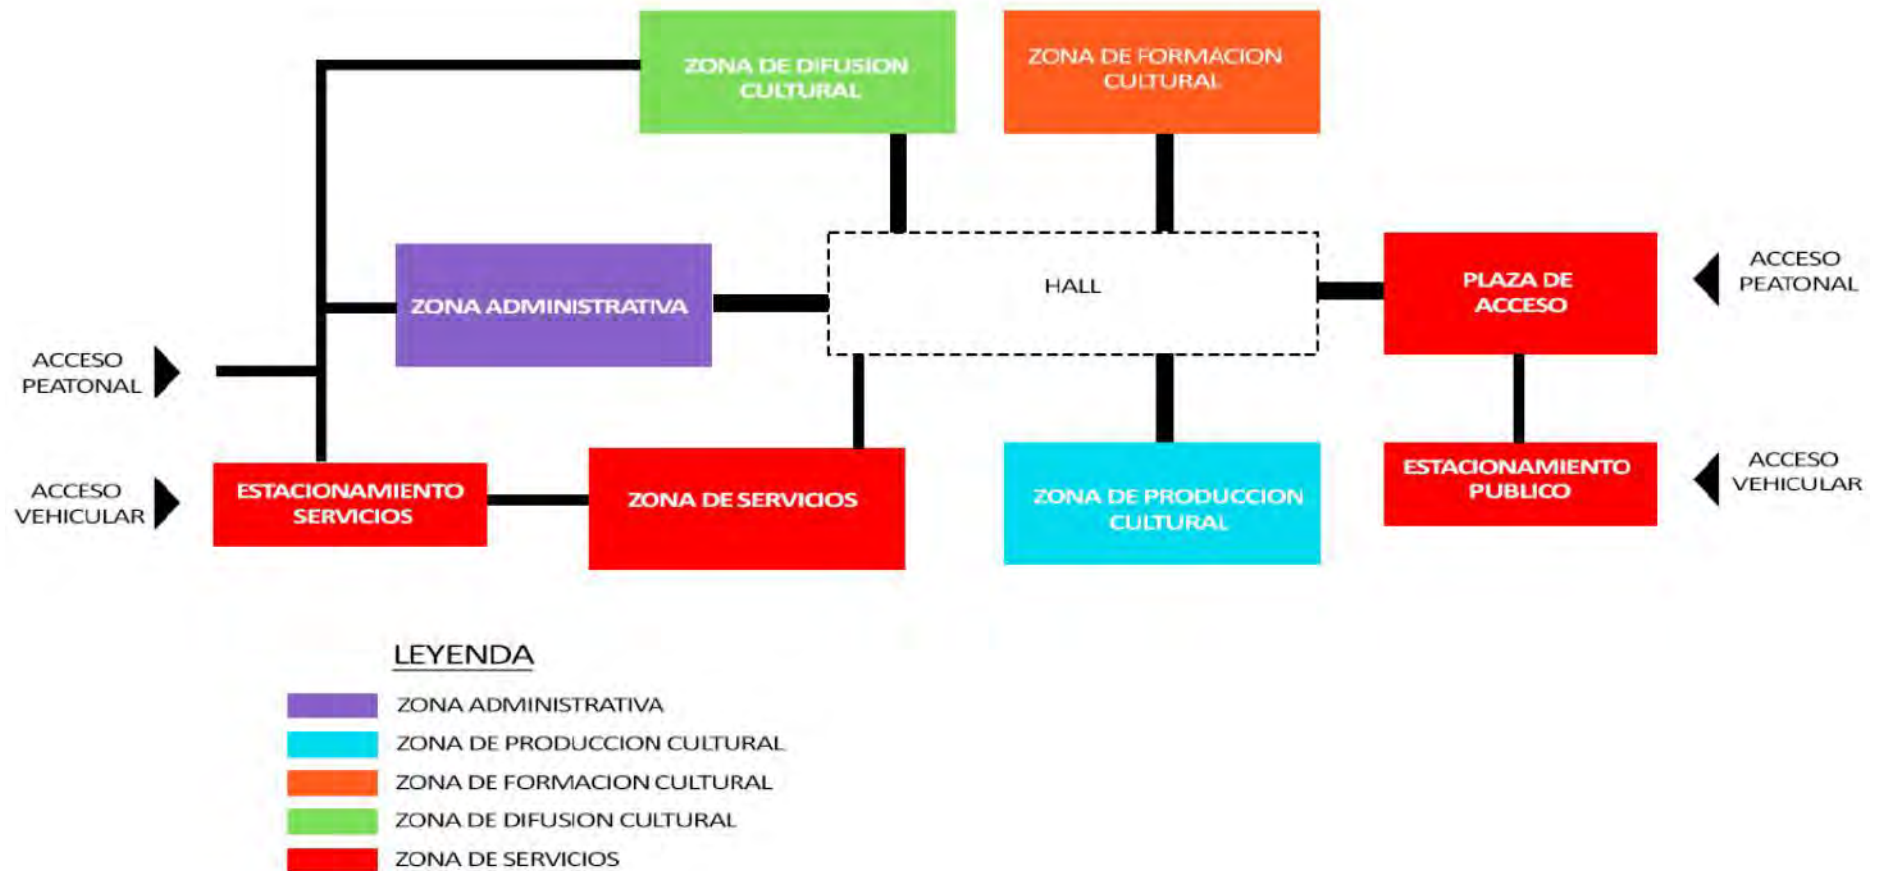 ZONA DE DIFUSION
CULTURAL
ZONA DE FORMACION
CULTURAL
ZONA ADMINISTRATIVA
HALL
PLAZA DE
ACCESO
ACCESO
PEATONAL
ACCESO
PEATONAL
ACCESO
VEHICULAR
ESTACIONAMIENTO
SERVICIOS
ZONA DE SERVICIOS
ZONA DE PRODUCCION
CULTURAL
ESTACIONAMIENTO
PUBLICO
ACCESO
VEHICULAR
LEYENDA
ZONA ADMINISTRATIVA
ZONA DE PRODUCCION CULTURAL
ZONA DE FORMACION CULTURAL
ZONA DE DIFUSION CULTURAL
ZONA DE SERVICIOS